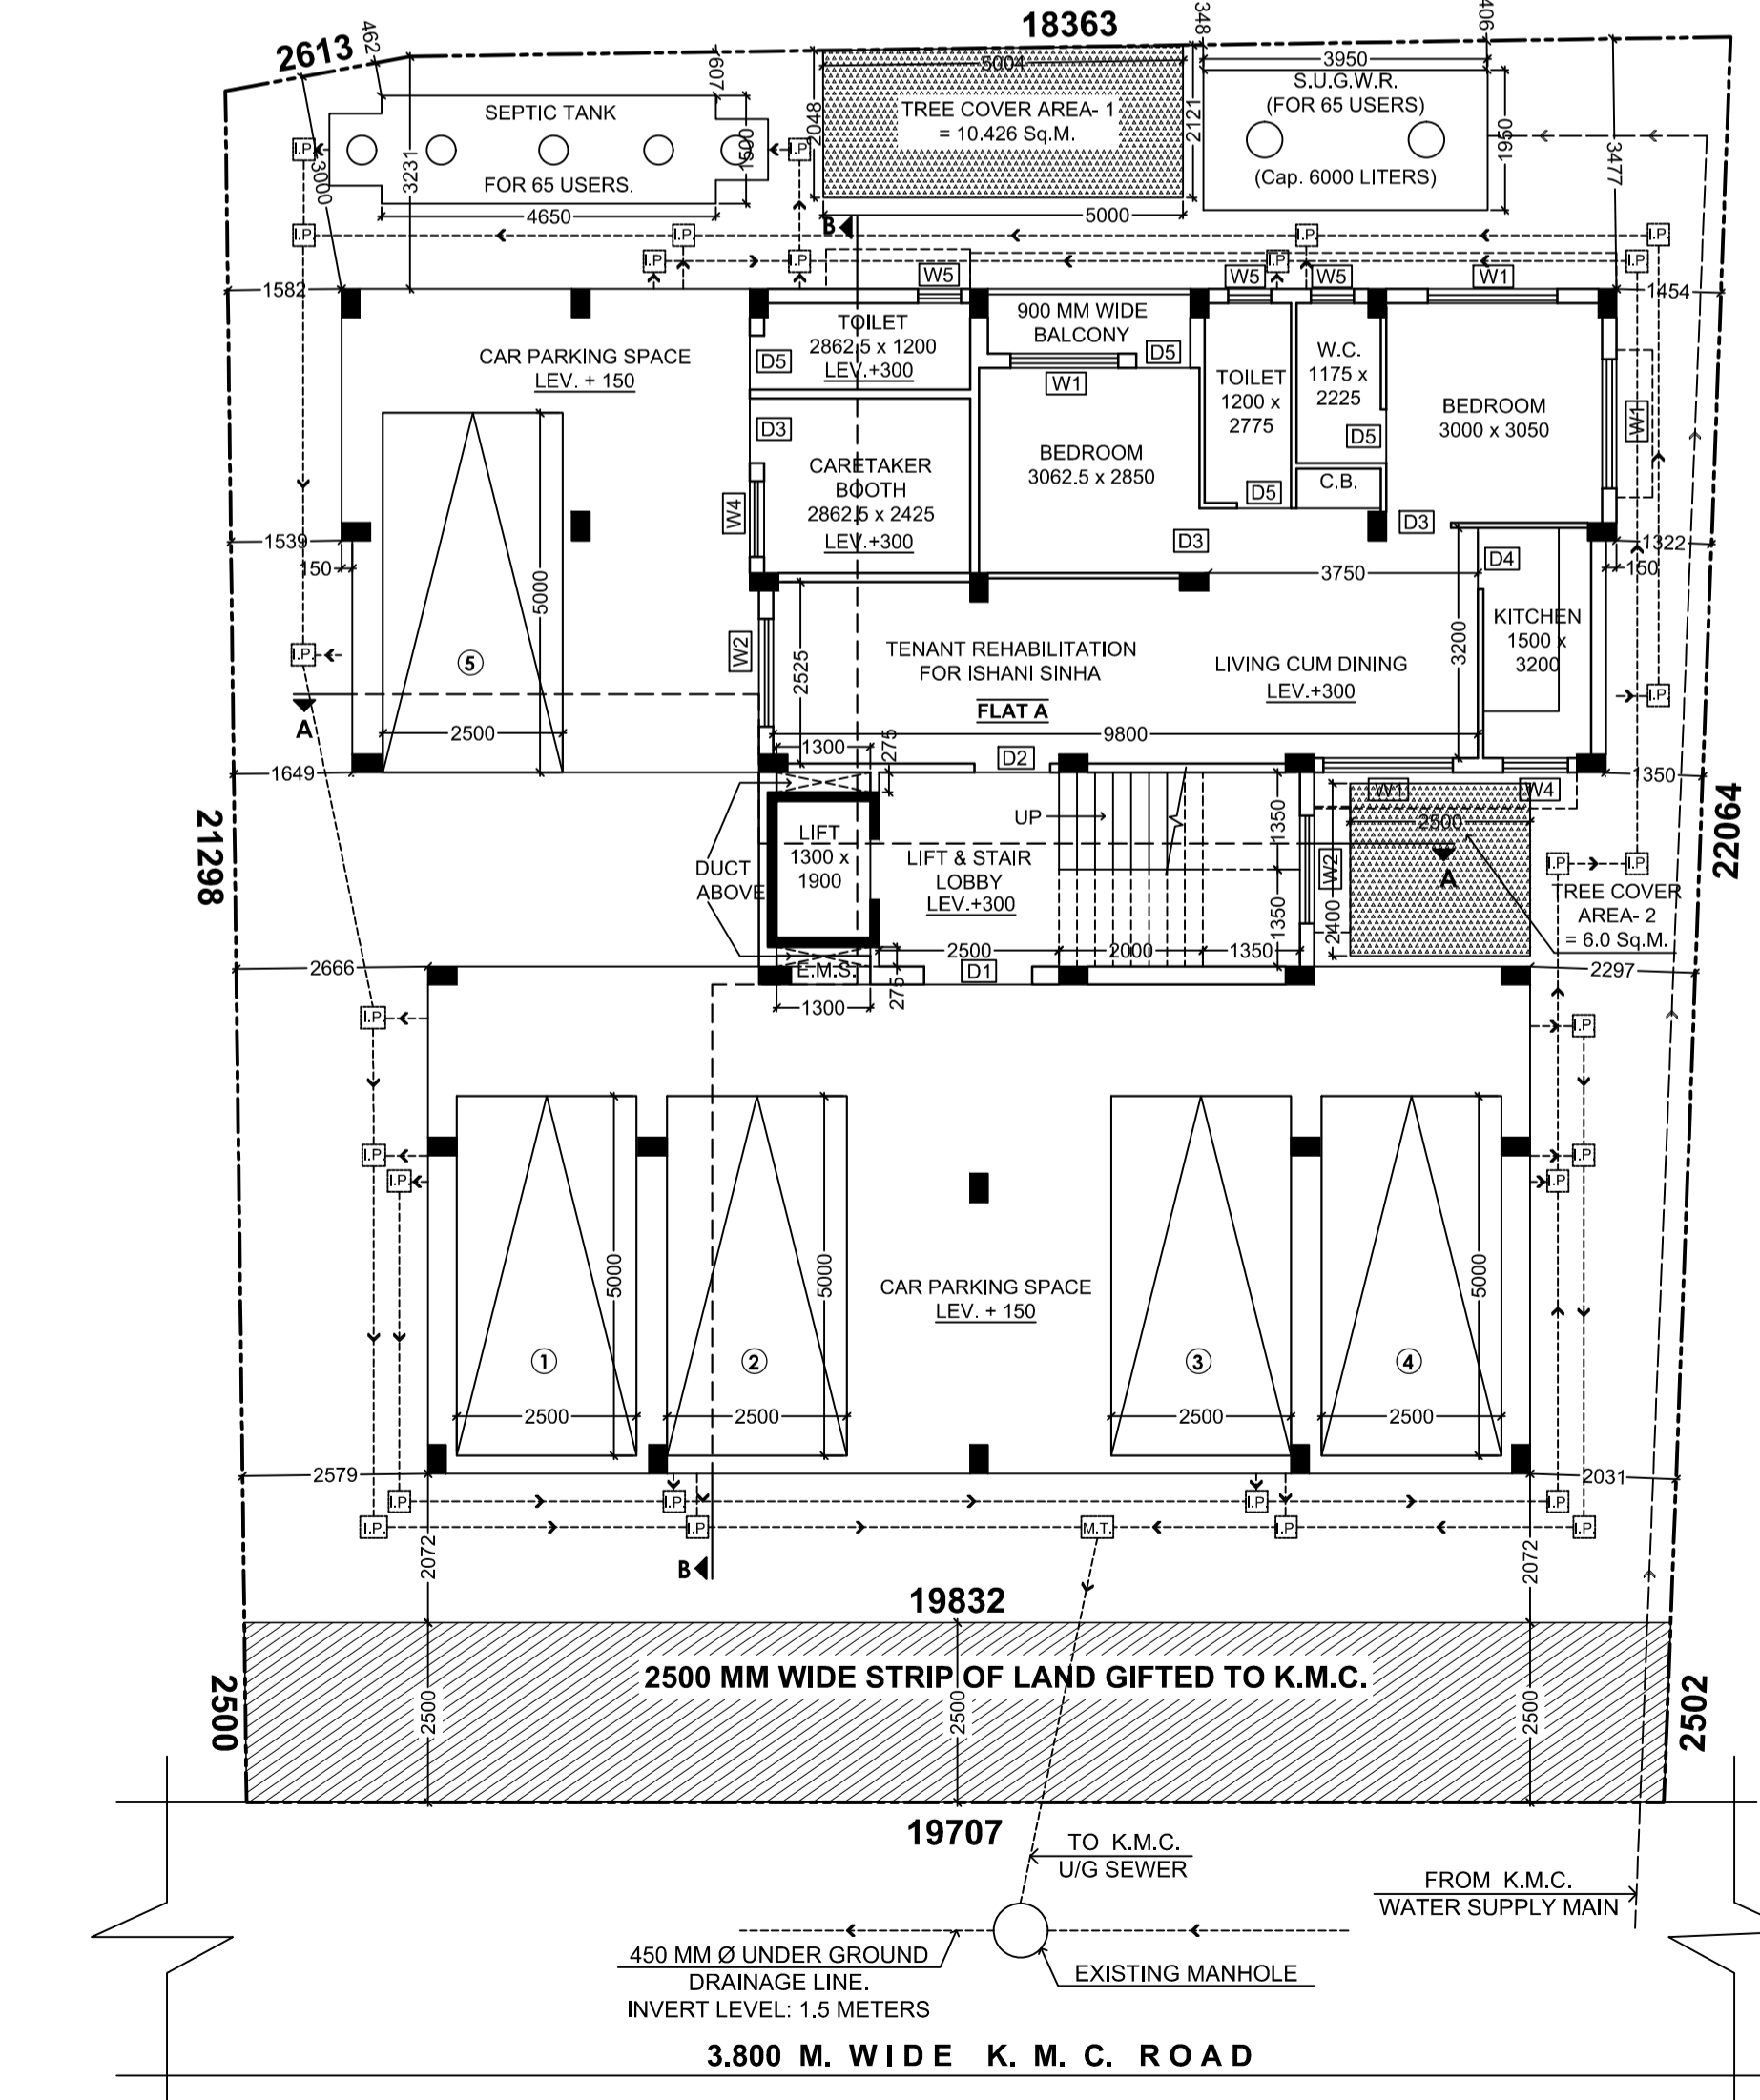 2613
462
607
18363
348
406
5004
3950
S.U.G.W.R.
(FOR 65 USERS)
(Cap. 6000 LITERS)
1950
3477
SEPTIC TANK
FOR 65 USERS.
1500
4650
3231
3000
2048
TREE COVER AREA- 1
= 10.426 Sq.M.
2121
5000
I.P.
I.P.
I.P.
I.P.
I.P.
I.P.
B
I.P.
I.P.
I.P.
I.P.
W5
W5
W5
W1
1582
1454
CAR PARKING SPACE
LEV. + 150
TOILET
2862.5 x 1200
LEV.+300
D5
900 MM WIDE
BALCONY
D5
W1
TOILET
1200 x
2775
D5
W.C.
1175 x
2225
D5
C.B.
BEDROOM
3000 x 3050
W1
D3
CARETAKER
BOOTH
2862.5 x 2425
LEV.+300
W4
BEDROOM
3062.5 x 2850
D3
D3
D4
1539
150
1322
150
3750
5000
5
2500
KITCHEN
1500 x
3200
3200
I.P.
I.P.
W2
2525
TENANT REHABILITATION
FOR ISHANI SINHA
FLAT A
LIVING CUM DINING
LEV.+300
A
9800
1300
275
D2
1649
1350
W1
W4
21298
22064
DUCT
ABOVE
LIFT
1300 x
1900
UP
LIFT & STAIR
LOBBY
LEV.+300
1350
1350
W2
2500
2400
A
I.P.
I.P.
TREE COVER
AREA- 2
= 6.0 Sq.M.
2500
2000
1350
E.M.S.
D1
275
1300
2666
2297
I.P.
I.P.
I.P.
I.P.
I.P.
I.P.
5000
5000
5000
CAR PARKING SPACE
LEV. + 150
1
2
3
4
2500
2500
2500
2500
2579
2031
I.P.
I.P.
I.P.
I.P.
I.P.
I.P.
M.T.
I.P.
I.P.
2072
2072
B
19832
2500
2500
2500 MM WIDE STRIP OF LAND GIFTED TO K.M.C.
2500
2500
2502
19707
TO K.M.C.
U/G SEWER
FROM K.M.C.
WATER SUPPLY MAIN
450 MM Ø UNDER GROUND
DRAINAGE LINE.
INVERT LEVEL: 1.5 METERS
EXISTING MANHOLE
3.800 M. WIDE K. M. C. ROAD